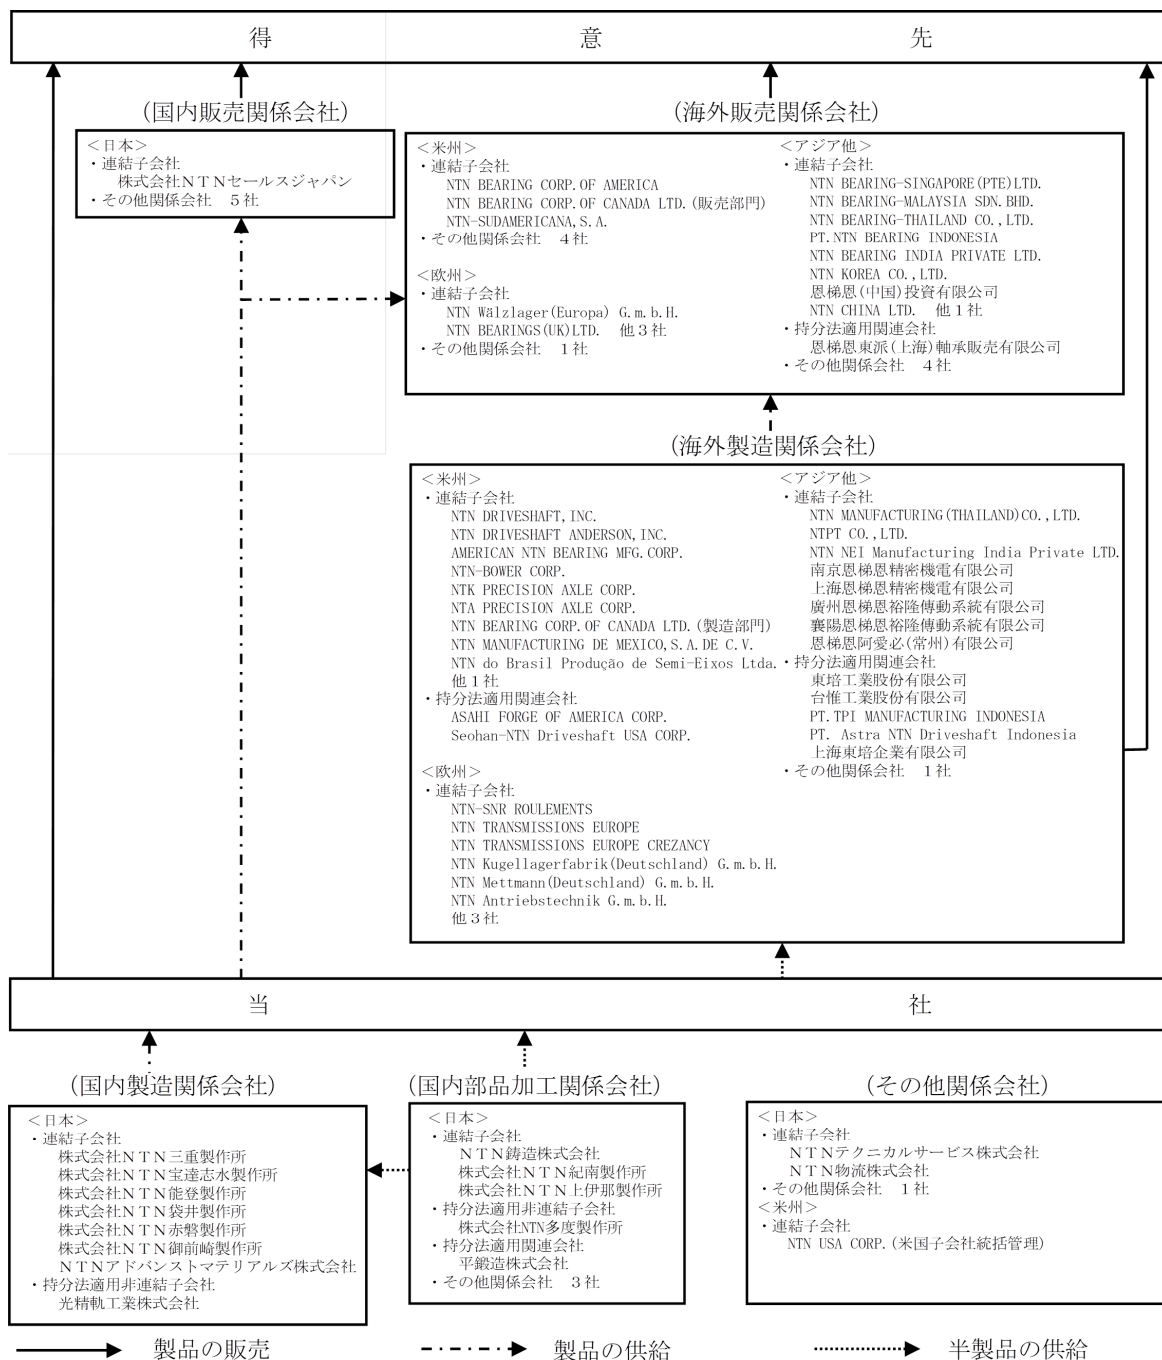 得意先
(国内販売関係会社)
＜日本＞
・連結子会社
株式会社ＮＴＮセールスジャパン
・その他関係会社　５社
(海外販売関係会社)
＜米州＞
・連結子会社
NTN BEARING CORP.OF AMERICA
NTN BEARING CORP.OF CANADA LTD.(販売部門)
NTN-SUDAMERICANA,S.A.
・その他関係会社　４社
＜欧州＞
・連結子会社
NTN Wälzlager(Europa) G.m.b.H.
NTN BEARINGS(UK)LTD.　他３社
・その他関係会社　１社
＜アジア他＞
・連結子会社
NTN BEARING-SINGAPORE(PTE)LTD.
NTN BEARING-MALAYSIA SDN.BHD.
NTN BEARING-THAILAND CO.,LTD.
PT.NTN BEARING INDONESIA
NTN BEARING INDIA PRIVATE LTD.
NTN KOREA CO.,LTD.
恩梯恩(中国)投資有限公司
NTN CHINA LTD.　他１社
・持分法適用関連会社
恩梯恩東派(上海)軸承販売有限公司
・その他関係会社　４社
(海外製造関係会社)
＜米州＞
・連結子会社
NTN DRIVESHAFT,INC.
NTN DRIVESHAFT ANDERSON,INC.
AMERICAN NTN BEARING MFG.CORP.
NTN-BOWER CORP.
NTK PRECISION AXLE CORP.
NTA PRECISION AXLE CORP.
NTN BEARING CORP.OF CANADA LTD.(製造部門)
NTN MANUFACTURING DE MEXICO,S.A.DE C.V.
NTN do Brasil Produção de Semi-Eixos Ltda.
他１社
・持分法適用関連会社
ASAHI FORGE OF AMERICA CORP.
Seohan-NTN Driveshaft USA CORP.
＜欧州＞
・連結子会社
NTN-SNR ROULEMENTS
NTN TRANSMISSIONS EUROPE
NTN TRANSMISSIONS EUROPE CREZANCY
NTN Kugellagerfabrik(Deutschland) G.m.b.H.
NTN Mettmann(Deutschland) G.m.b.H.
NTN Antriebstechnik G.m.b.H.
他３社
＜アジア他＞
・連結子会社
NTN MANUFACTURING(THAILAND)CO.,LTD.
NTPT CO.,LTD.
NTN NEI Manufacturing India Private LTD.
南京恩梯恩精密機電有限公司
上海恩梯恩精密機電有限公司
廣州恩梯恩裕隆傳動系統有限公司
襄陽恩梯恩裕隆傳動系統有限公司
恩梯恩阿愛必(常州)有限公司
・持分法適用関連会社
東培工業股份有限公司
台惟工業股份有限公司
PT.TPI MANUFACTURING INDONESIA
PT. Astra NTN Driveshaft Indonesia
上海東培企業有限公司
・その他関係会社　１社
当社
(国内製造関係会社)
＜日本＞
・連結子会社
株式会社ＮＴＮ三重製作所
株式会社ＮＴＮ宝達志水製作所
株式会社ＮＴＮ能登製作所
株式会社ＮＴＮ袋井製作所
株式会社ＮＴＮ赤磐製作所
株式会社ＮＴＮ御前崎製作所
ＮＴＮアドバンストマテリアルズ株式会社
・持分法適用非連結子会社
光精軌工業株式会社
(国内部品加工関係会社)
＜日本＞
・連結子会社
ＮＴＮ鋳造株式会社
株式会社ＮＴＮ紀南製作所
株式会社ＮＴＮ上伊那製作所
・持分法適用非連結子会社
株式会社NTN多度製作所
・持分法適用関連会社
平鍛造株式会社
・その他関係会社　３社
(その他関係会社)
＜日本＞
・連結子会社
ＮＴＮテクニカルサービス株式会社
ＮＴＮ物流株式会社
・その他関係会社　１社
＜米州＞
・連結子会社
NTN USA CORP.(米国子会社統括管理)
製品の販売
製品の供給
半製品の供給